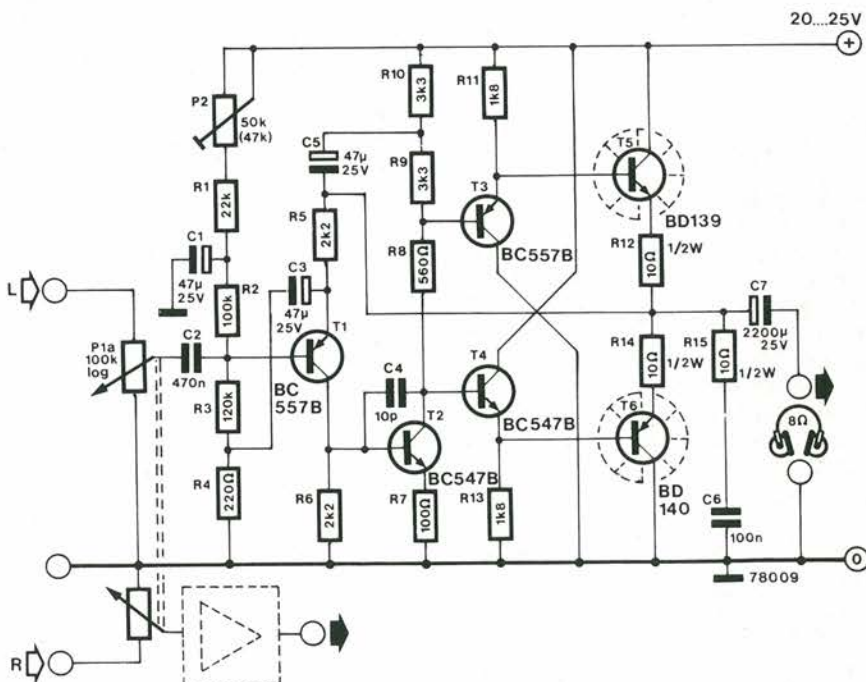 20....25V
+
R10
3k3
R11
1k8
P2
50k
(47k)
C5
47µ
25V
R9
3k3
T5
T3
R1
22k
BD139
R5
2k2
R8
560Ω
BC557B
R12
10Ω
1/2W
C1
47µ
25V
C3
47µ
25V
R2
100k
L
C7
2200µ
25V
P1a
100k
log
C2
470n
T1
C4
10p
T4
R14
10Ω
1/2W
R15
10Ω
1/2W
BC
557B
R3
120k
T2
BC547B
T6
8Ω
R4
220Ω
BC547B
BD
140
R6
2k2
R7
100Ω
R13
1k8
C6
100n
0
78009
R